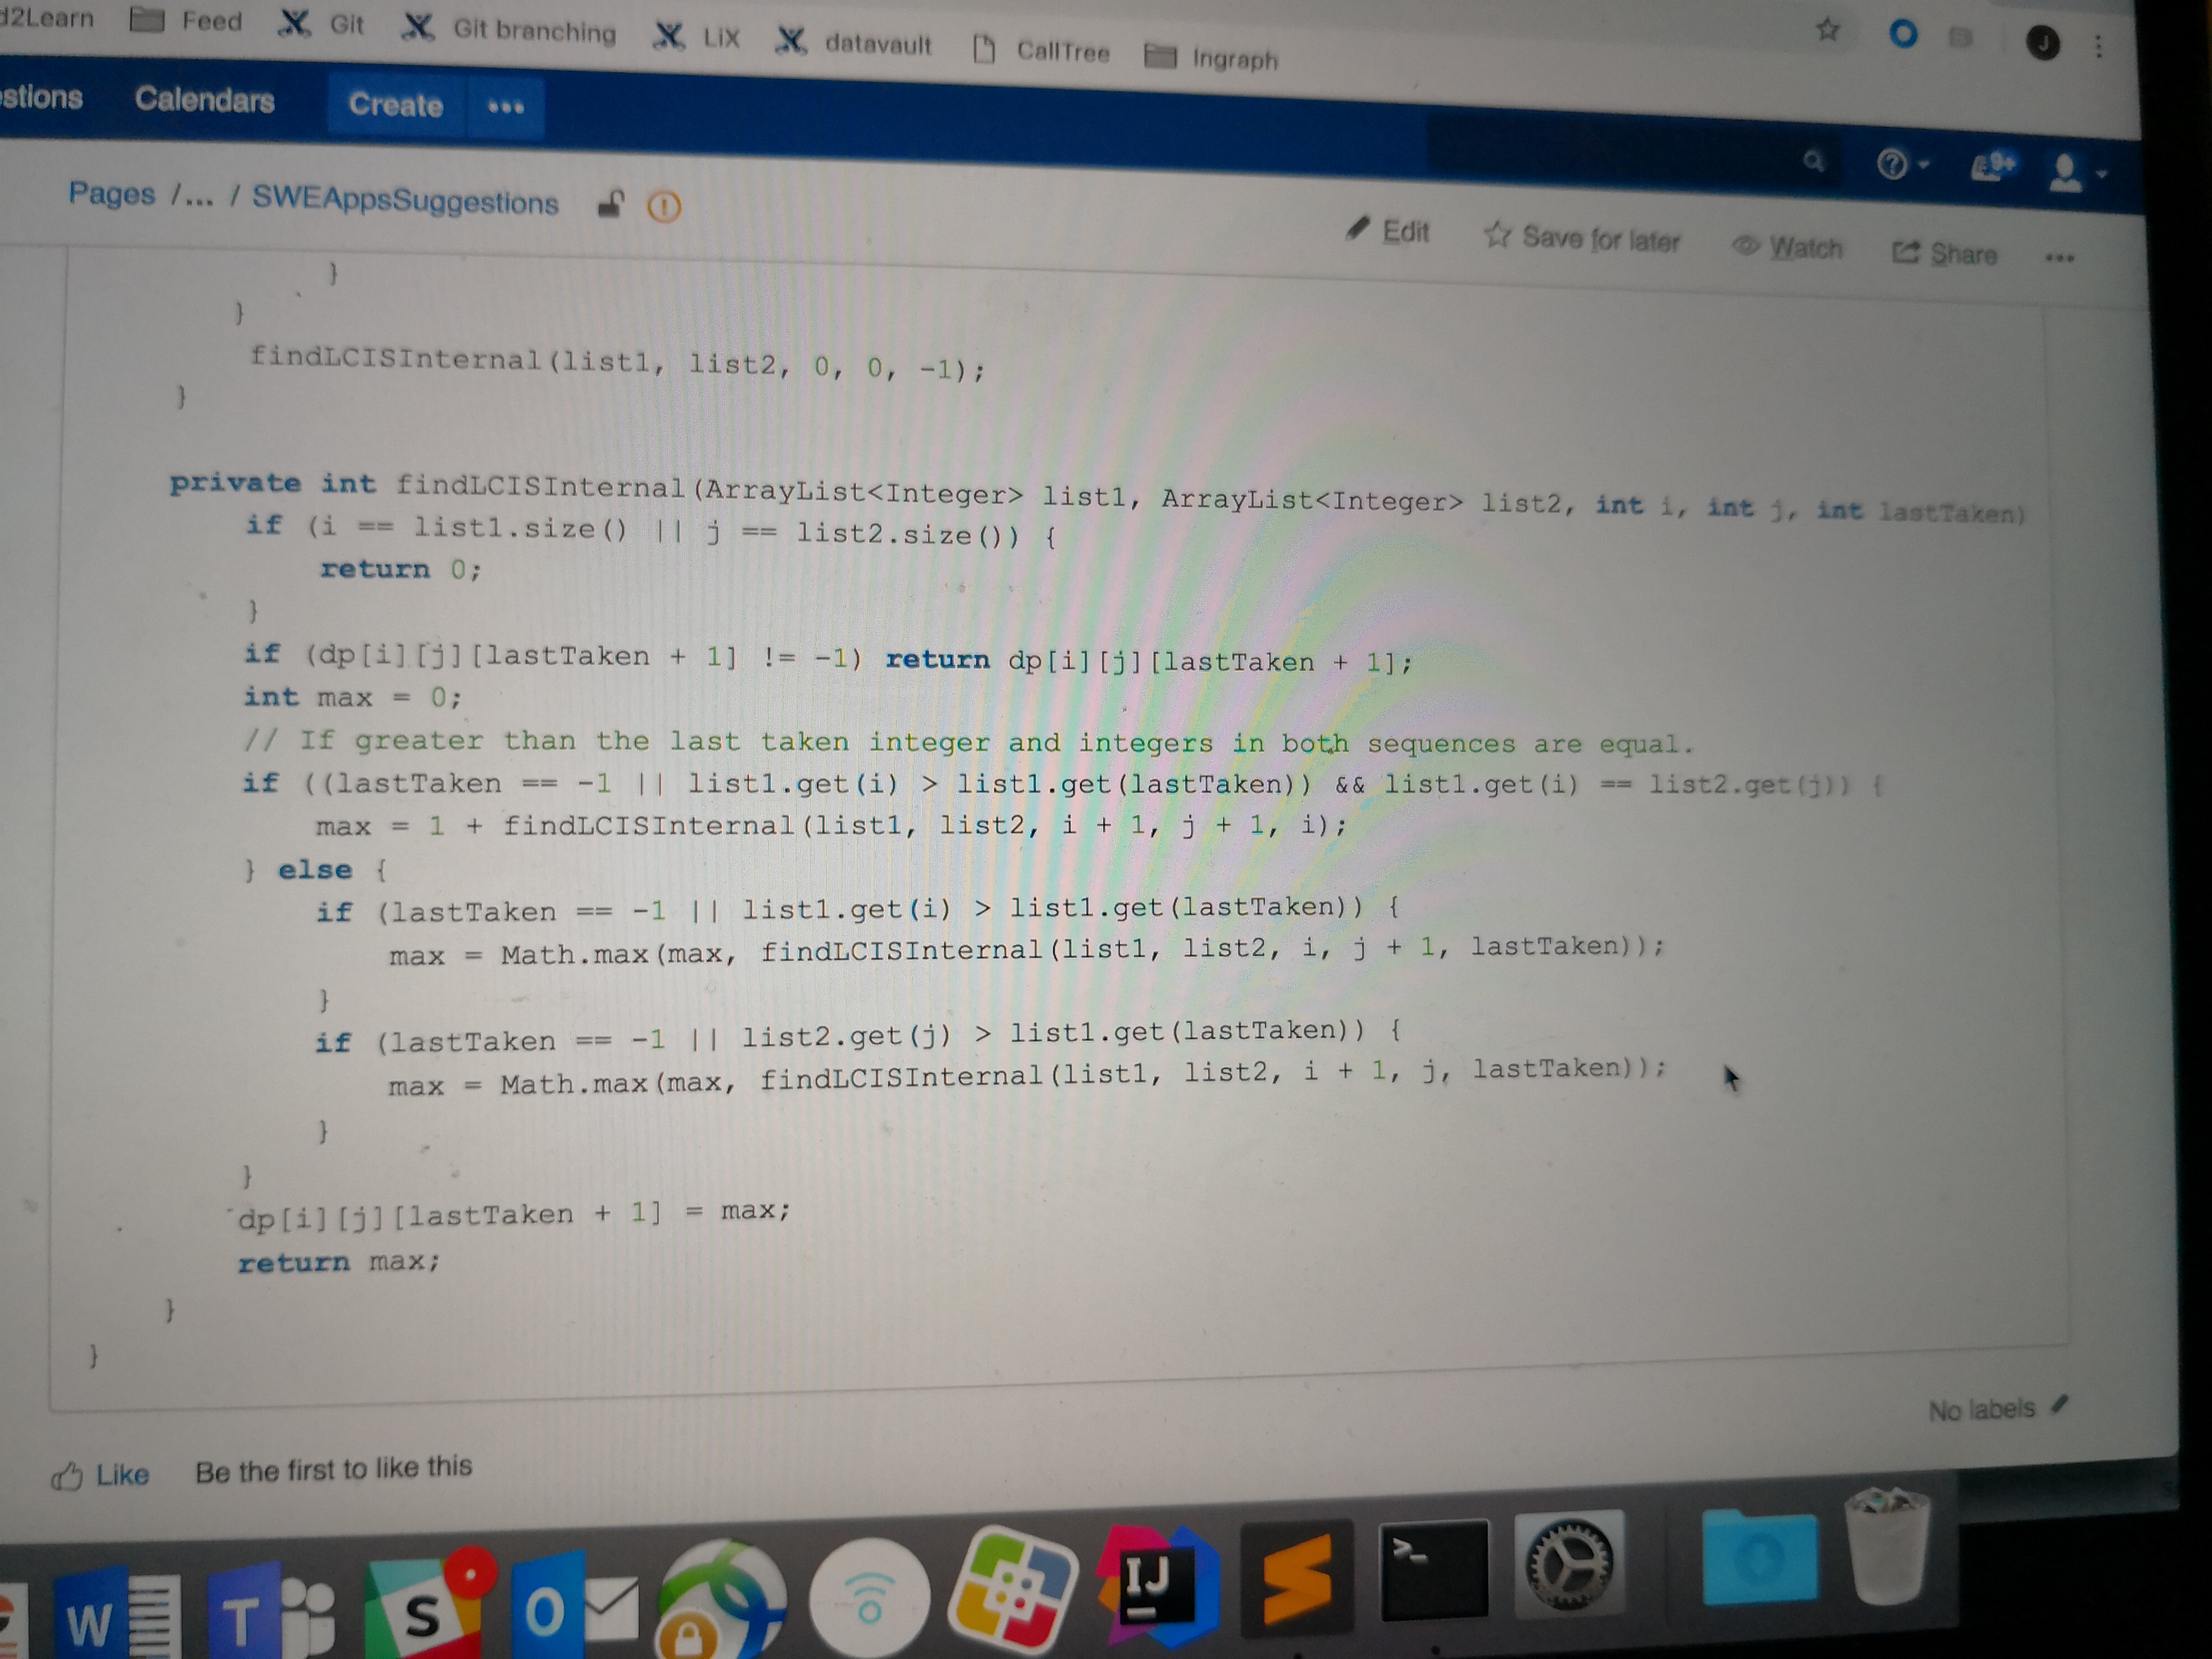 d2Learn Feed Git Git branching LiX datavault CallTree Ingraph J
stions Calendars Create •••
9+
Pages /... / SWEAppsSuggestions
Edit Save for later Watch Share •••
}
}
findLCISInternal(list1, list2, 0, 0, -1);
}
private int findLCISInternal(ArrayList<Integer> list1, ArrayList<Integer> list2, int i, int j, int lastTaken)
if (i == list1.size() || j == list2.size()) {
return 0;
}
if (dp[i][j][lastTaken + 1] != -1) return dp[i][j][lastTaken + 1];
int max = 0;
// If greater than the last taken integer and integers in both sequences are equal.
if ((lastTaken == -1 || list1.get(i) > list1.get(lastTaken)) && list1.get(i) == list2.get(j)) {
max = 1 + findLCISInternal(list1, list2, i + 1, j + 1, i);
} else {
if (lastTaken == -1 || list1.get(i) > list1.get(lastTaken)) {
max = Math.max(max, findLCISInternal(list1, list2, i, j + 1, lastTaken));
}
if (lastTaken == -1 || list2.get(j) > list1.get(lastTaken)) {
max = Math.max(max, findLCISInternal(list1, list2, i + 1, j, lastTaken));
}
}
dp[i][j][lastTaken + 1] = max;
return max;
}
}
No labels
Like Be the first to like this
W T S O IJ >_